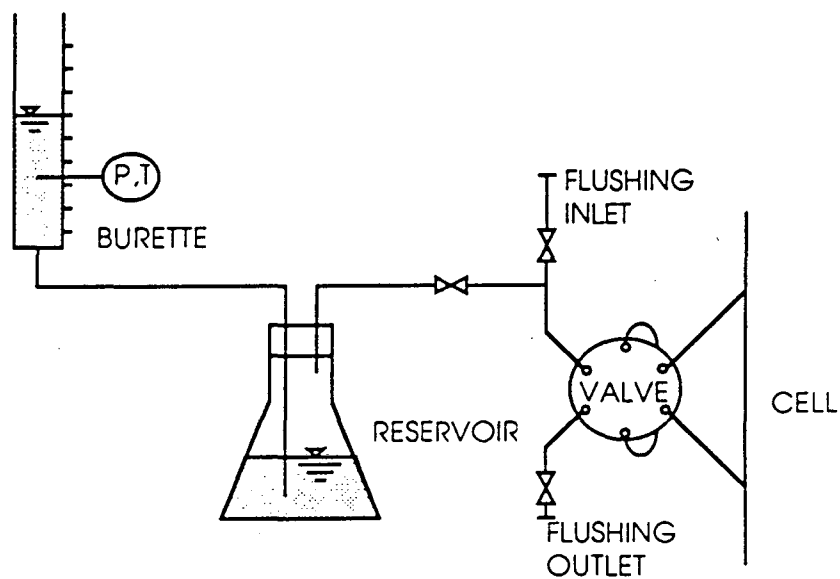 P,T
BURETTE
FLUSHING
INLET
VALVE
CELL
RESERVOIR
FLUSHING
OUTLET